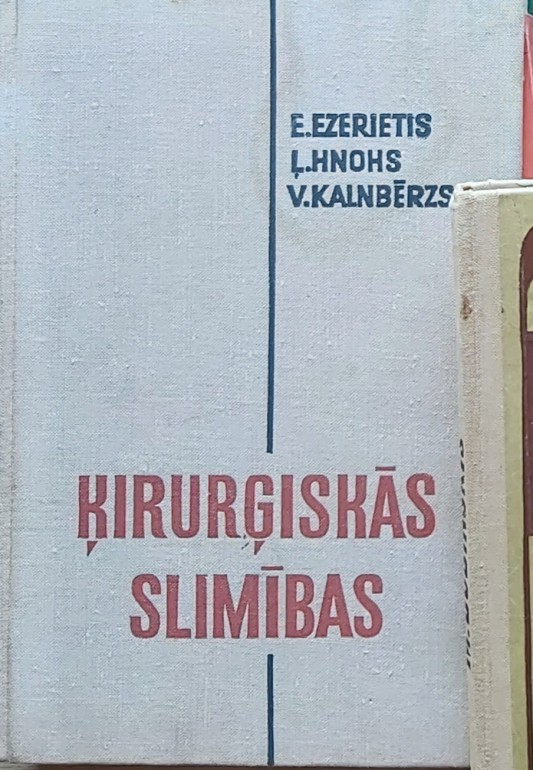 E.EZERIETIS
Ļ.HNOHS
V.KALNBĒRZS
ĶIRURĢISKĀS
SLIMĪBAS